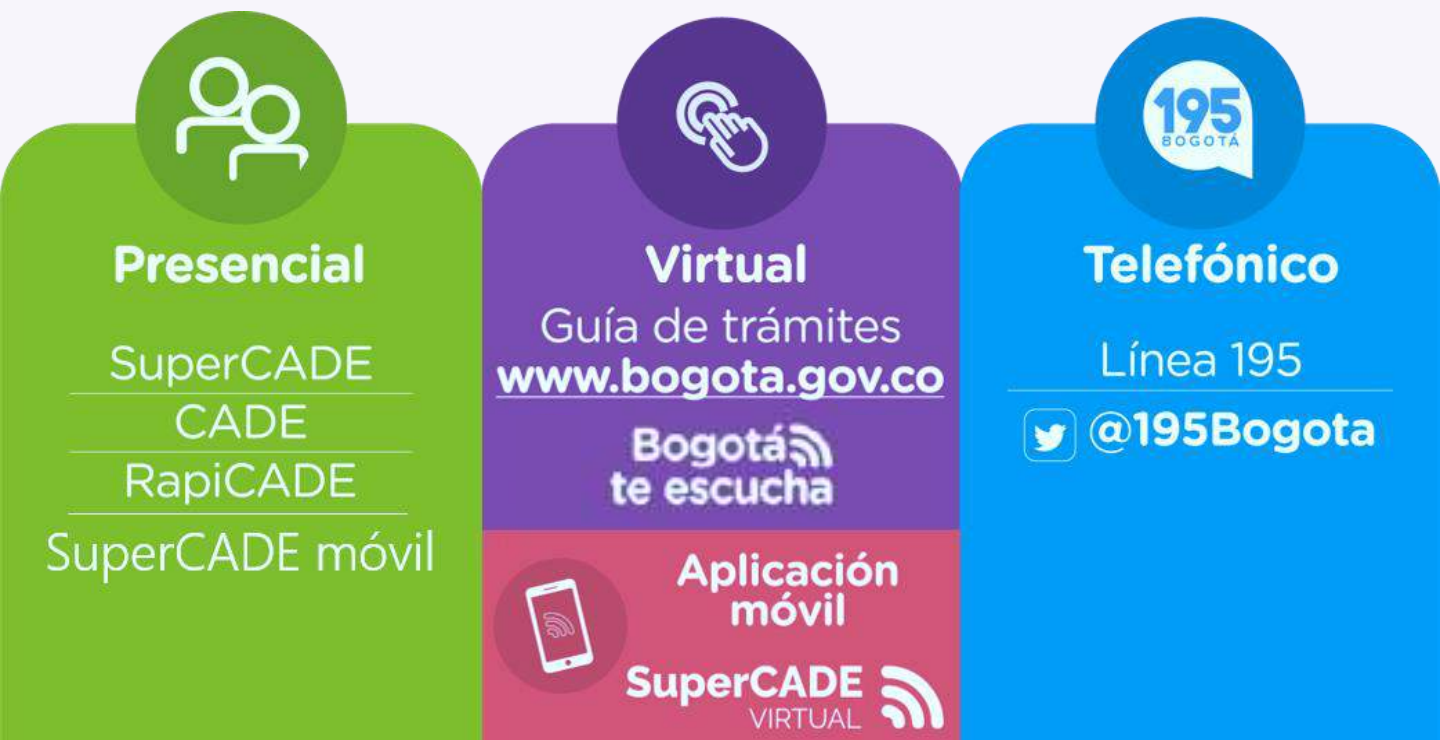 Presencial
SuperCADE
CADE
RapiCADE
SuperCADE móvil
Virtual
Guía de trámites
www.bogota.gov.co
Bogotá
te escucha
Aplicación
móvil
SuperCADE
VIRTUAL
195
BOGOTÁ
Telefónico
Línea 195
@195Bogota